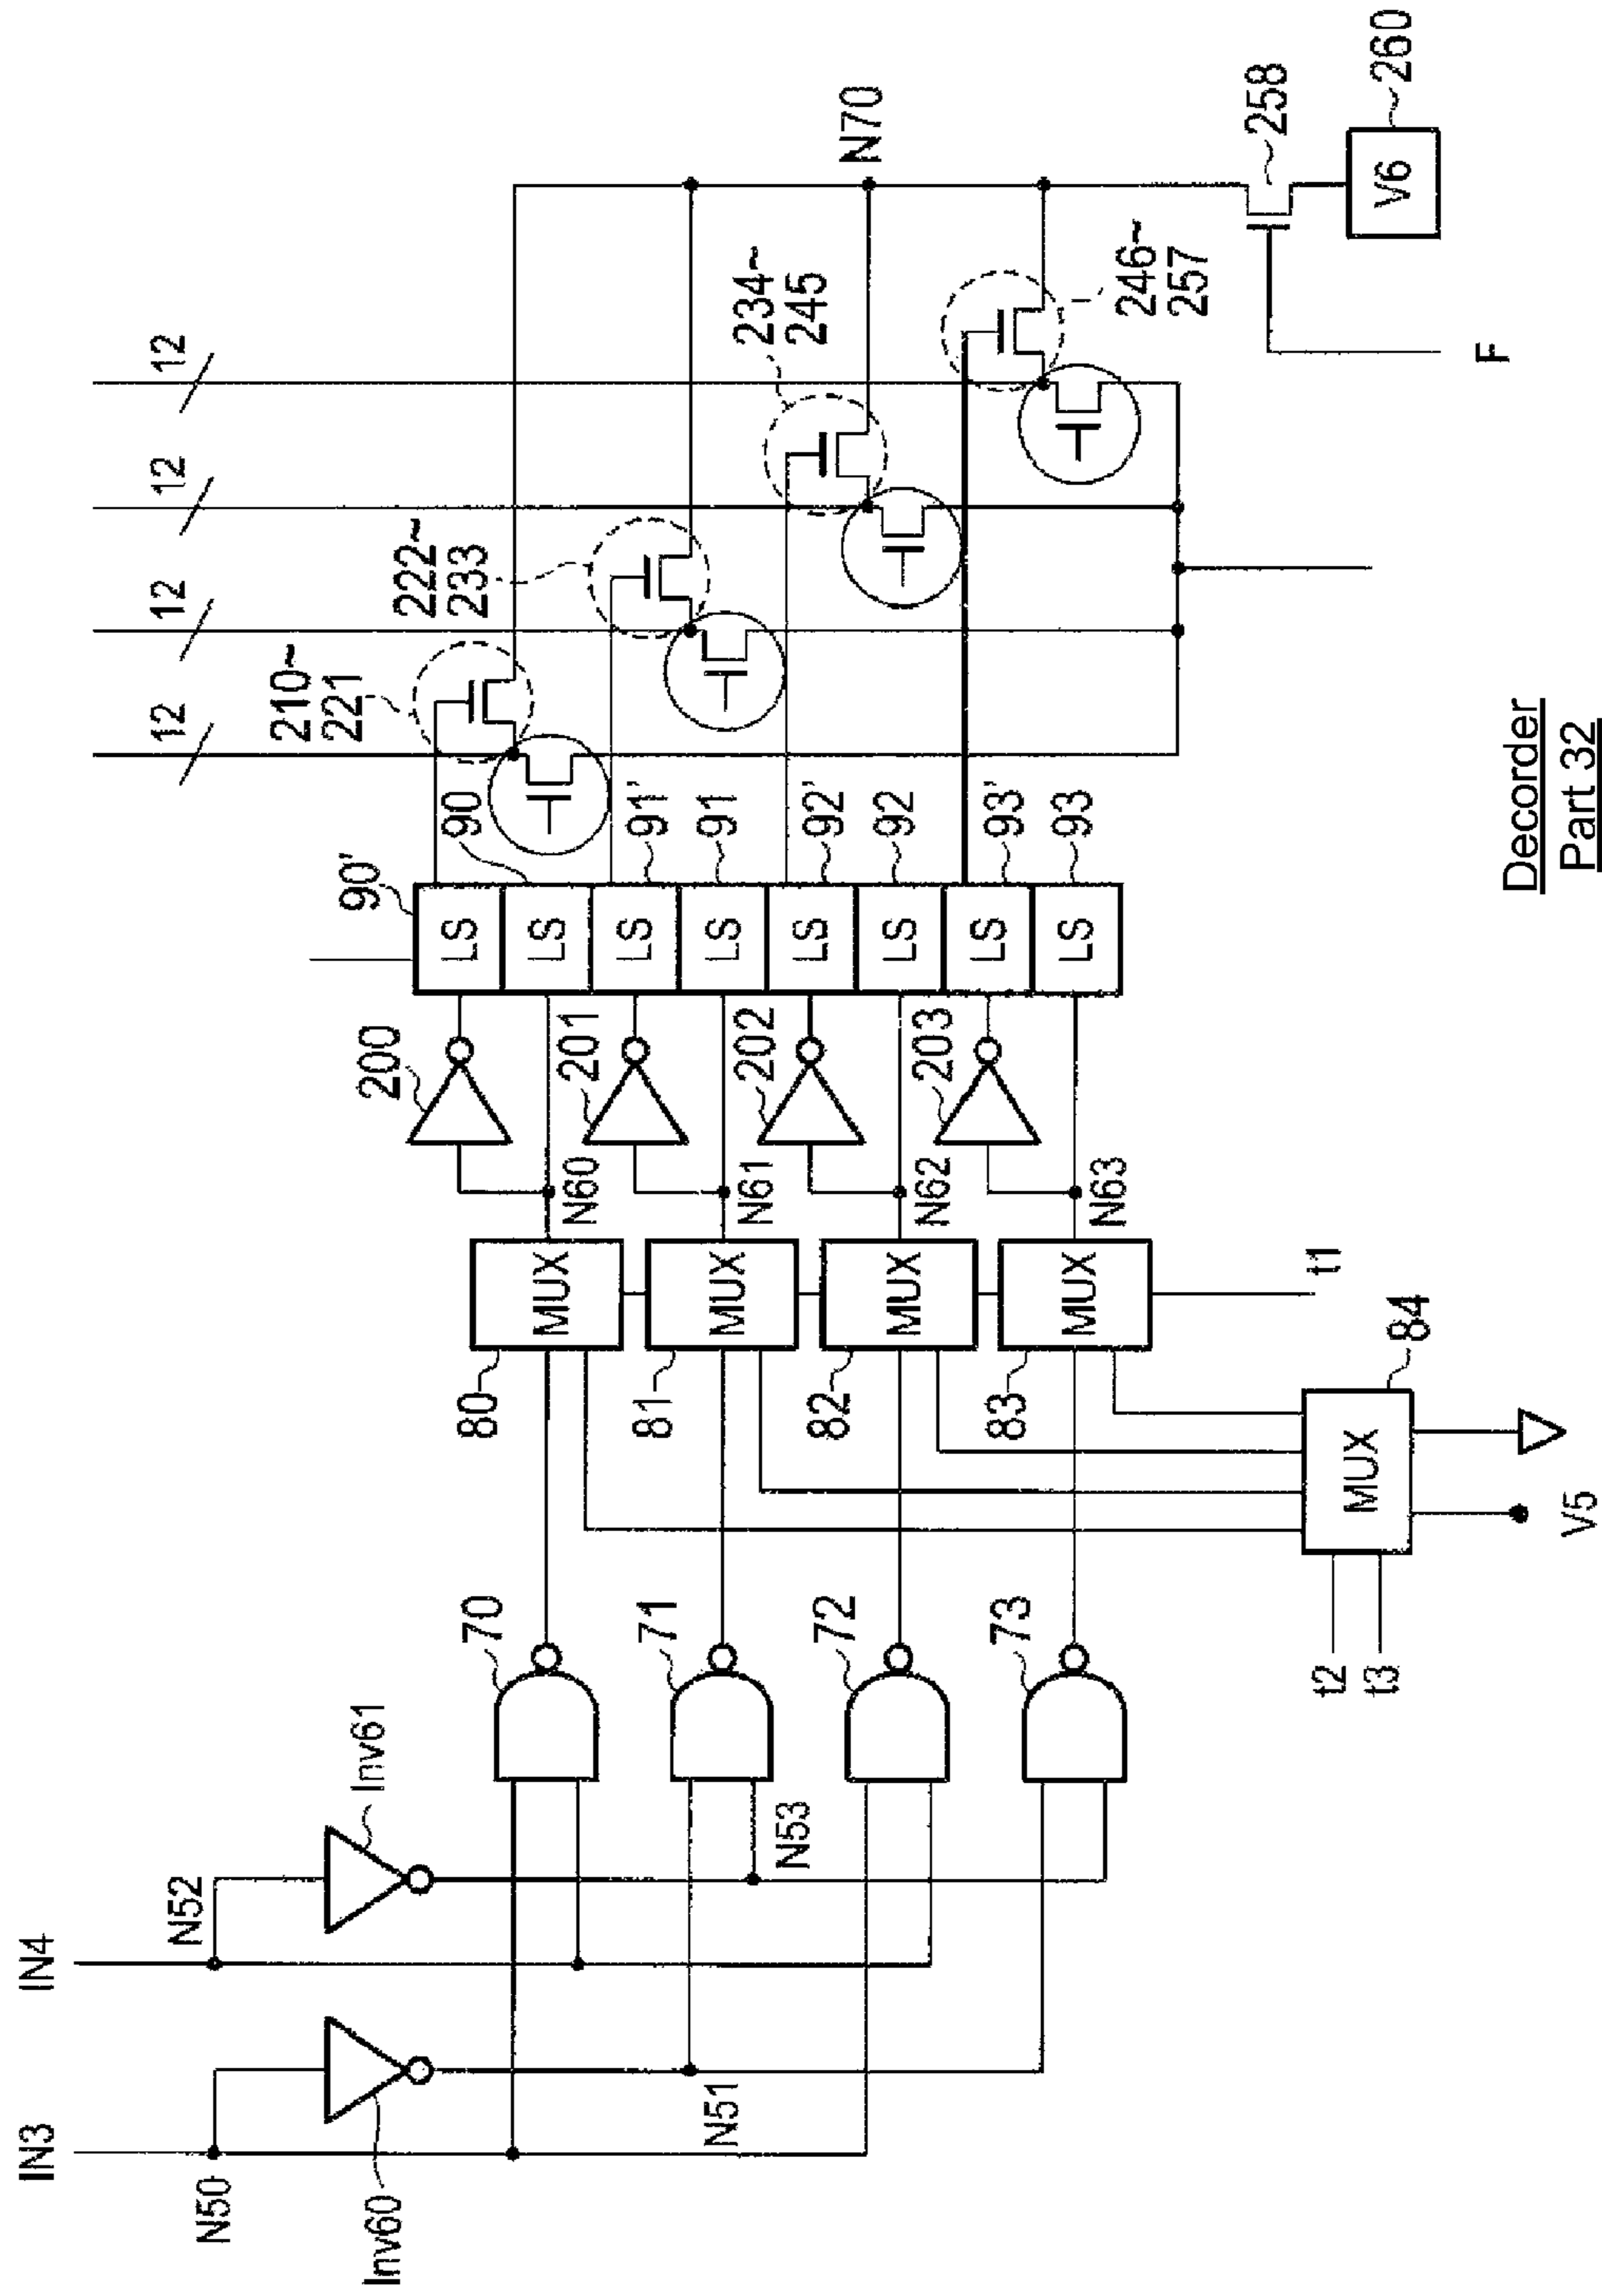 IN3
IN4
N50
N52
Inv60
Inv61
N51
N53
70
71
72
73
t2
t3
80
81
82
83
MUX
MUX
MUX
MUX
MUX
84
V5
t1
N60
N61
N62
N63
200
201
202
203
90'
90
91'
91
92'
92
93'
93
LS
LS
LS
LS
LS
LS
LS
LS
12
12
12
12
210~
221
222~
233
234~
245
246~
257
N70
258
V6
260
F
Decorder
Part 32